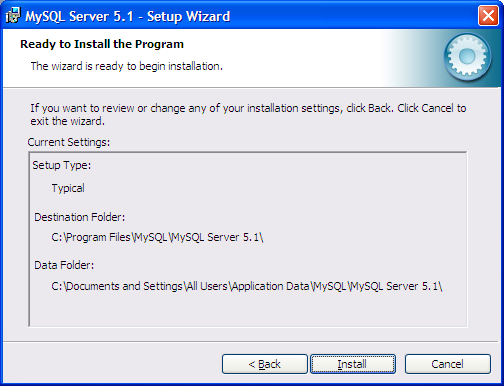 MySQL Server 5.1 - Setup Wizard
Ready to Install the Program
The wizard is ready to begin installation.
If you want to review or change any of your installation settings, click Back. Click Cancel to
exit the wizard.
Current Settings:
Setup Type:
Typical
Destination Folder:
C:\Program Files\MySQL\MySQL Server 5.1\
Data Folder:
C:\Documents and Settings\All Users\Application Data\MySQL\MySQL Server 5.1\
< Back
Install
Cancel